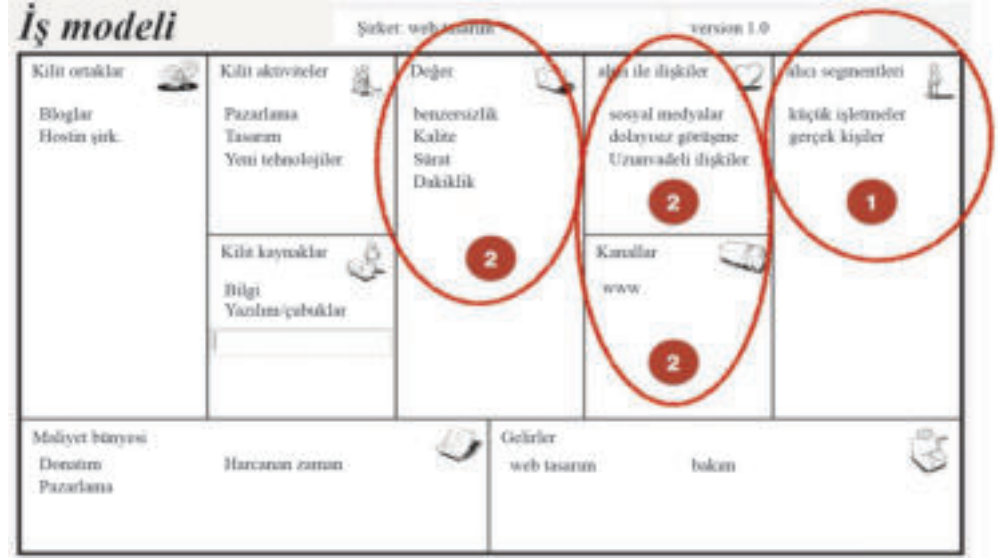 İş modeli
Şirket: web tasarım
version 1.0
Kilit ortaklar
Bloglar
Hostin şirk.
Kilit aktiviteler
Pazarlama
Tasarım
Yeni tehnolojiler
Değer
benzersizlik
Kalite
Sürat
Dakiklik
2
alıcı ile ilişkiler
sosyal medyalar
dolaysız görüşme
Uzunvadeli ilişkiler
2
alıcı segmentleri
küçük işletmeler
gerçek kişiler
1
Kilit kaynaklar
Bilgi
Yazılım/çabuklar
Kanallar
www
2
Maliyet bünyesi
Donatım
Harcanan zaman
Pazarlama
Gelirler
web tasarım
bakım